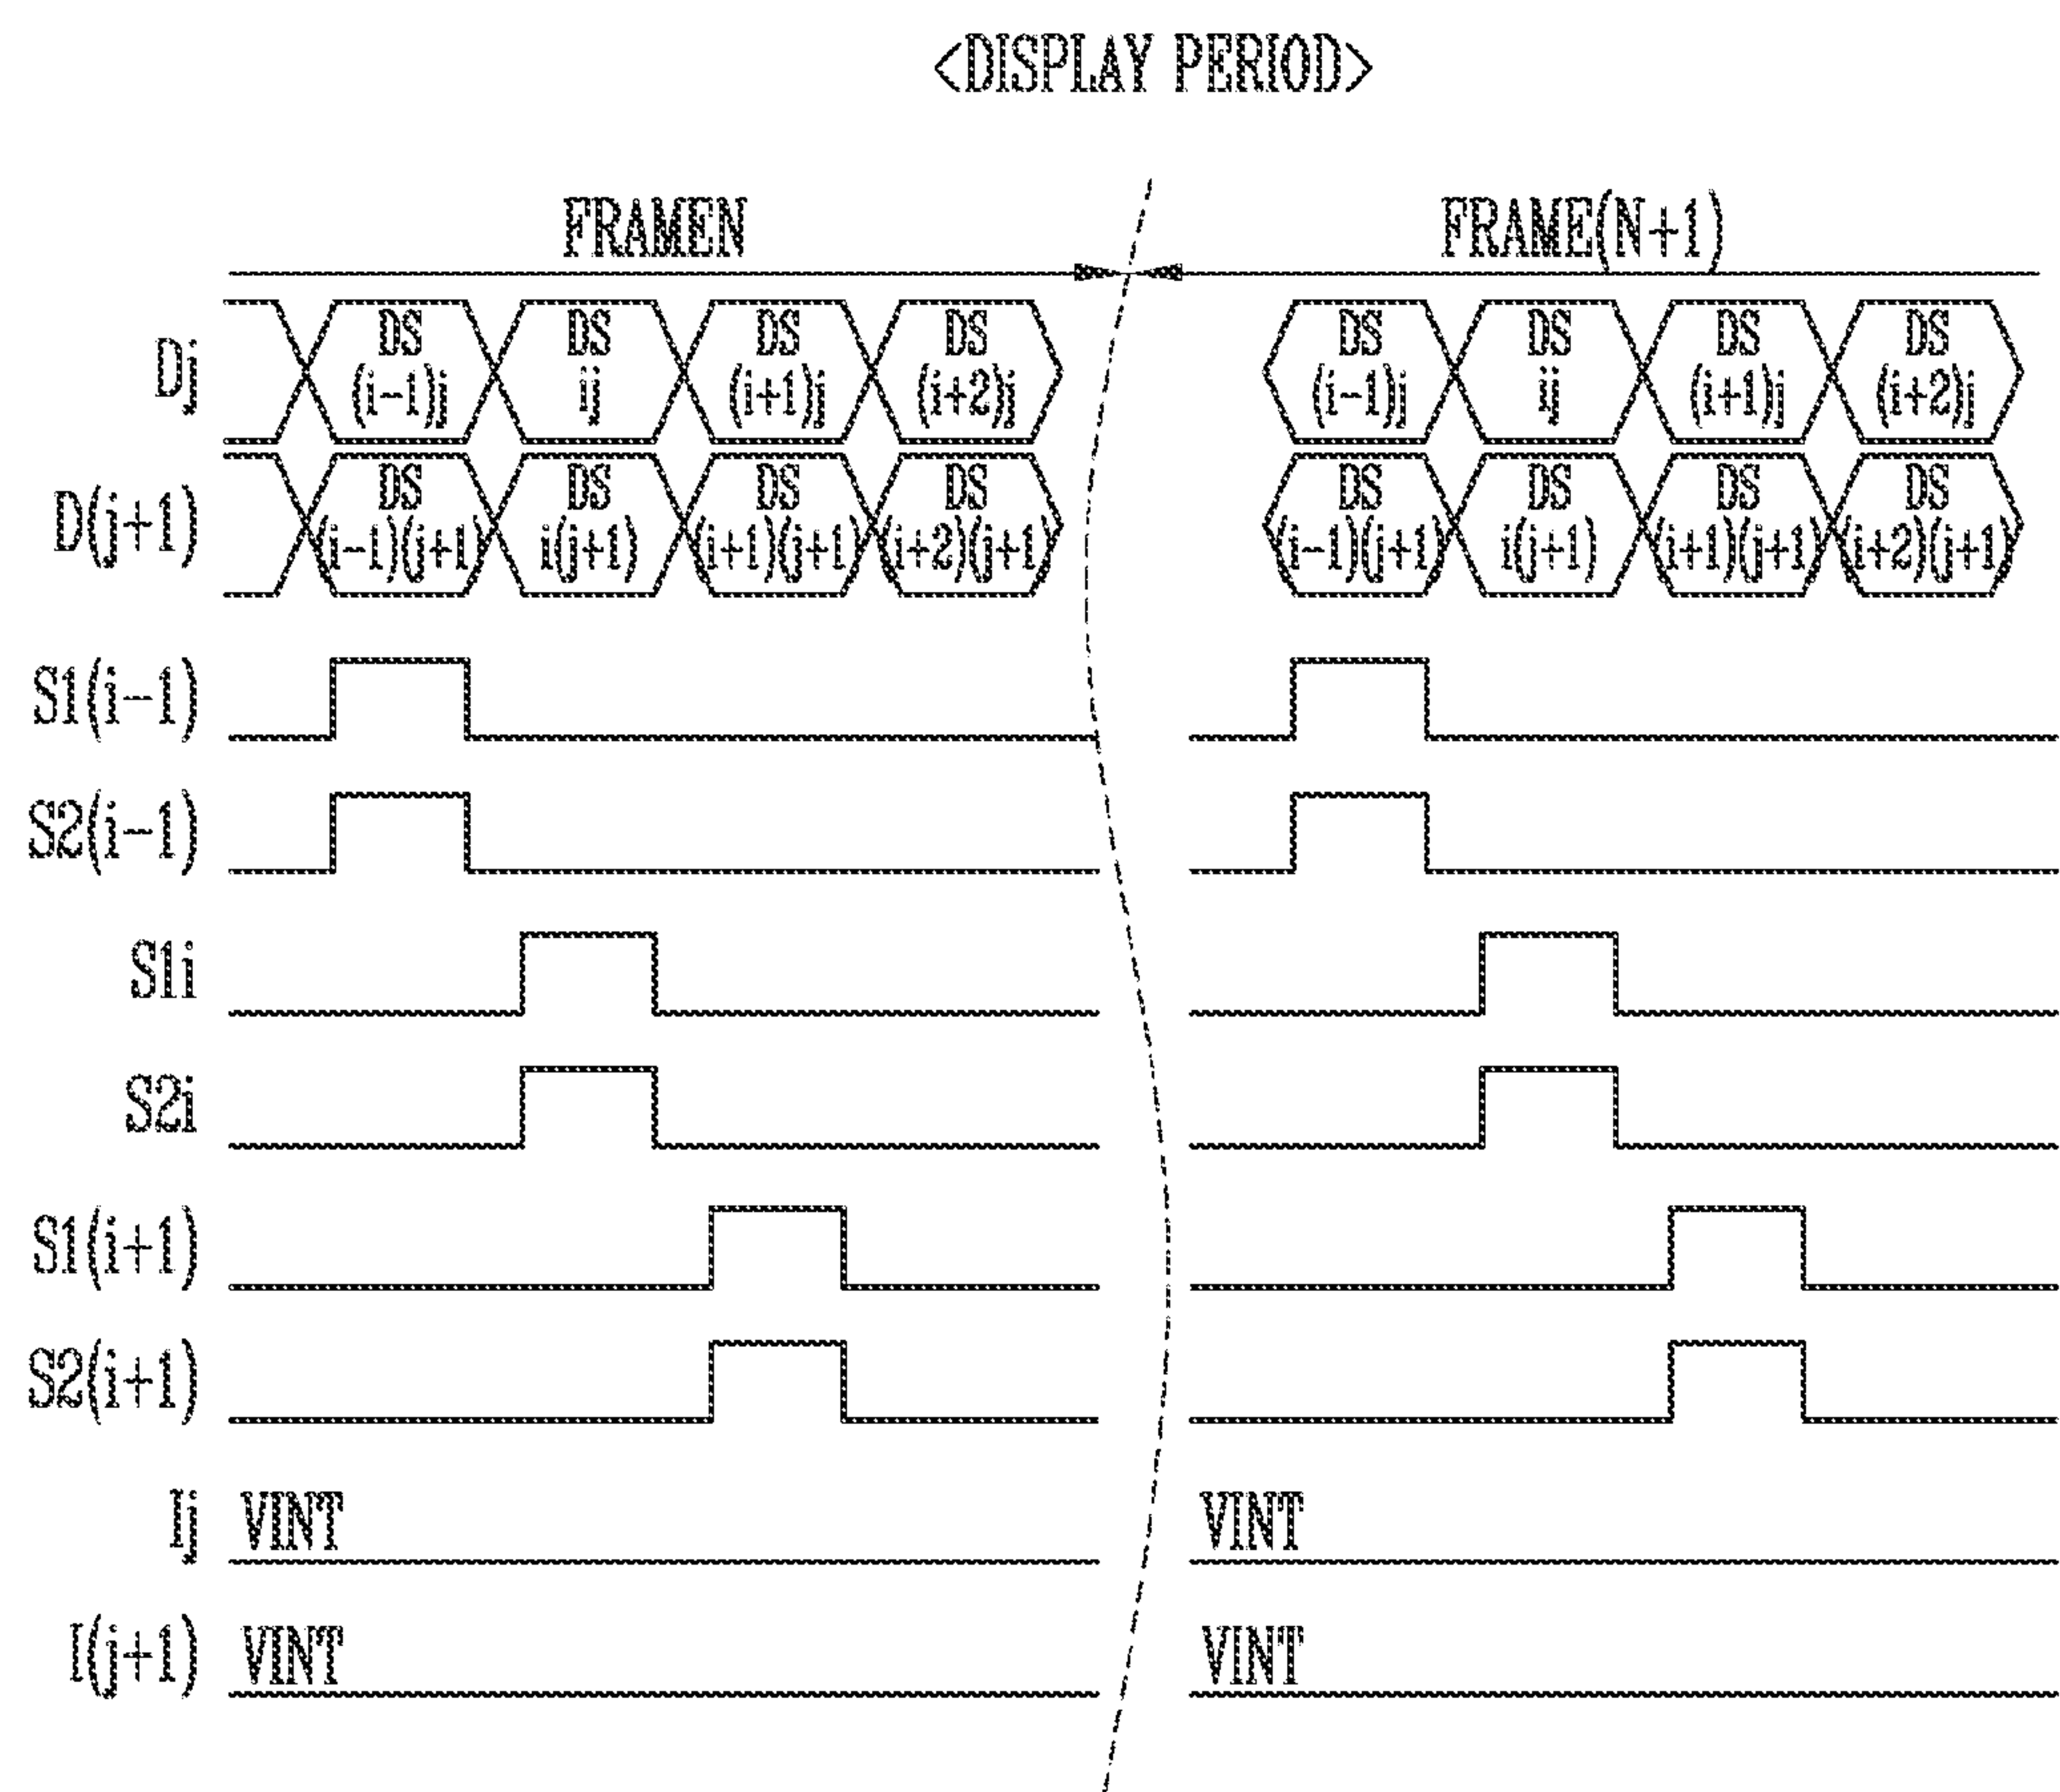 <DISPLAY PERIOD>
FRAMEN FRAME(N+1)
Dj DS (i-1)j DS ij DS (i+1)j DS (i+2)j DS (i-1)j DS ij DS (i+1)j DS (i+2)j
D(j+1) DS (i-1)(j+1) DS i(j+1) DS (i+1)(j+1) DS (i+2)(j+1) DS (i-1)(j+1) DS i(j+1) DS (i+1)(j+1) DS (i+2)(j+1)
S1(i-1)
S2(i-1)
S1i
S2i
S1(i+1)
S2(i+1)
Ij VINT VINT
I(j+1) VINT VINT